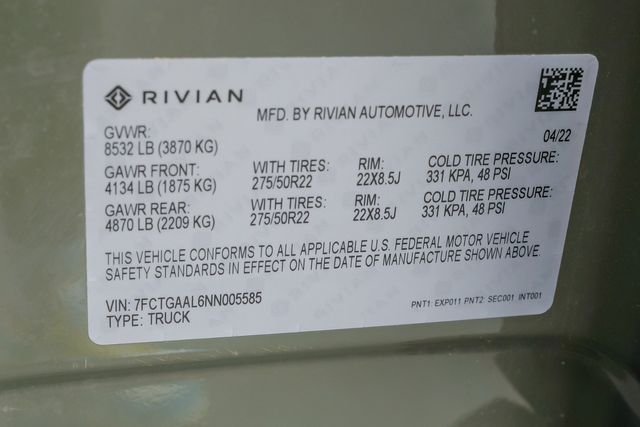 RIVIAN
MFD. BY RIVIAN AUTOMOTIVE, LLC.
GVWR:
8532 LB (3870 KG)
04/22
GAWR FRONT: WITH TIRES: RIM: COLD TIRE PRESSURE:
4134 LB (1875 KG) 275/50R22 22X8.5J 331 KPA, 48 PSI
GAWR REAR: WITH TIRES: RIM: COLD TIRE PRESSURE:
4870 LB (2209 KG) 275/50R22 22X8.5J 331 KPA, 48 PSI
THIS VEHICLE CONFORMS TO ALL APPLICABLE U.S. FEDERAL MOTOR VEHICLE
SAFETY STANDARDS IN EFFECT ON THE DATE OF MANUFACTURE SHOWN ABOVE.
VIN: 7FCTGAAL6NN005585
TYPE: TRUCK
PNT1: EXP011 PNT2: SEC001 INT001